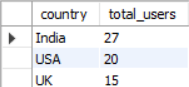 country total_users
India 27
USA 20
UK 15